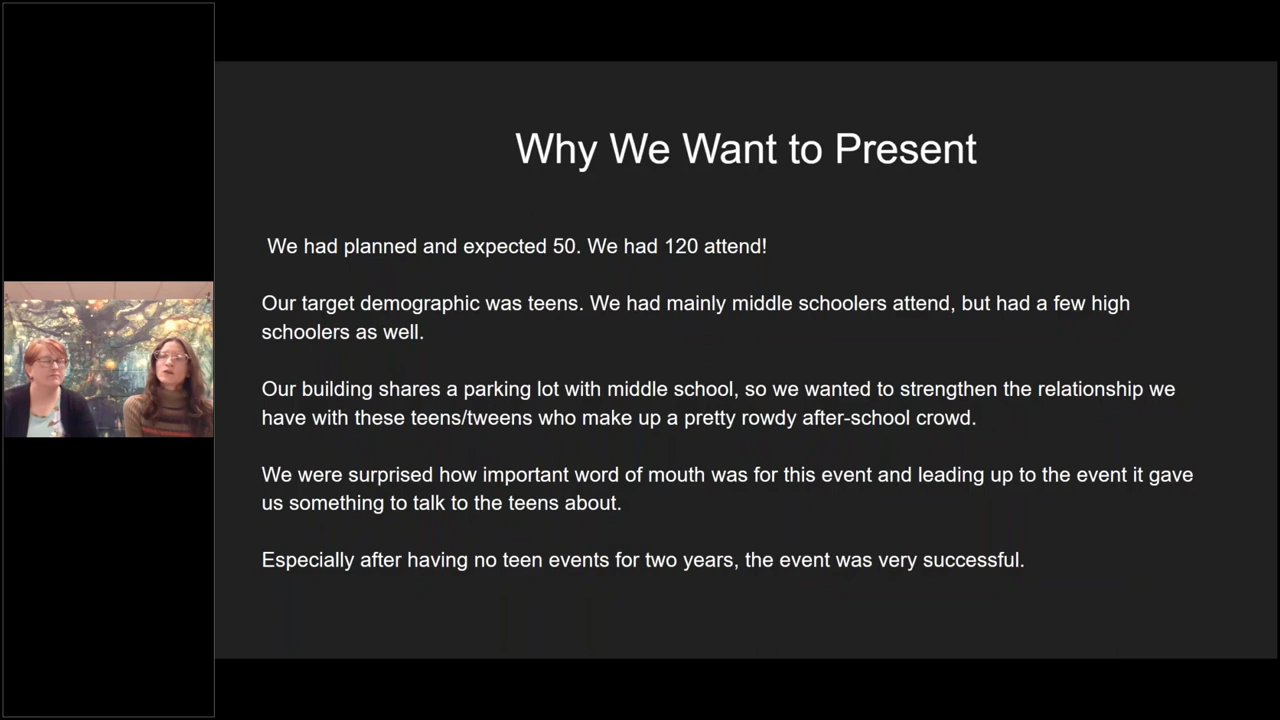 Why We Want to Present
We had planned and expected 50. We had 120 attend!
Our target demographic was teens. We had mainly middle schoolers attend, but had a few high
schoolers as well.
Our building shares a parking lot with middle school, so we wanted to strengthen the relationship we
have with these teens/tweens who make up a pretty rowdy after-school crowd.
We were surprised how important word of mouth was for this event and leading up to the event it gave
us something to talk to the teens about.
Especially after having no teen events for two years, the event was very successful.